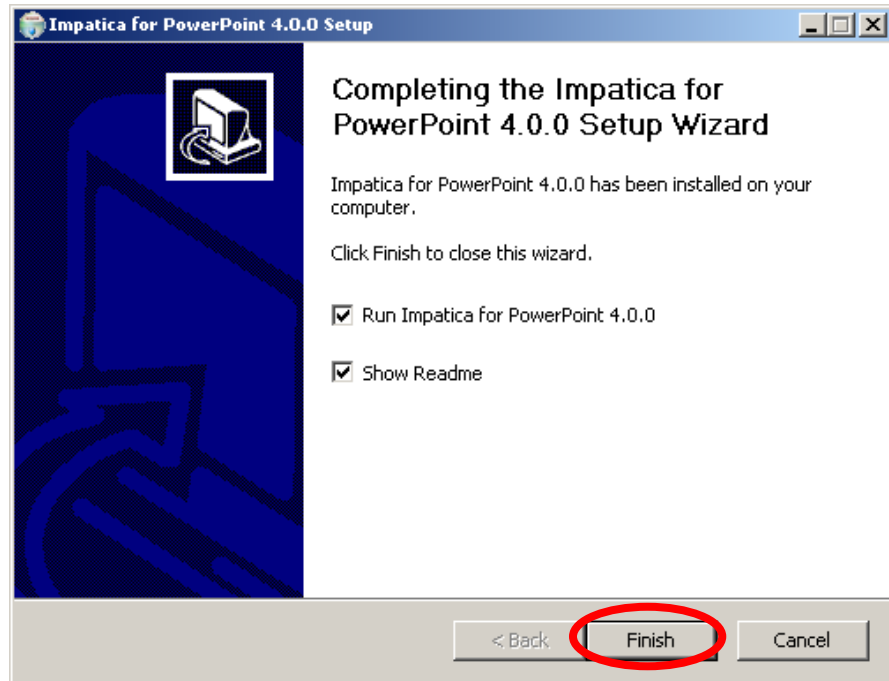 Impatica for PowerPoint 4.0.0 Setup
Completing the Impatica for
PowerPoint 4.0.0 Setup Wizard
Impatica for PowerPoint 4.0.0 has been installed on your
computer.
Click Finish to close this wizard.
Run Impatica for PowerPoint 4.0.0
Show Readme
< Back Finish Cancel